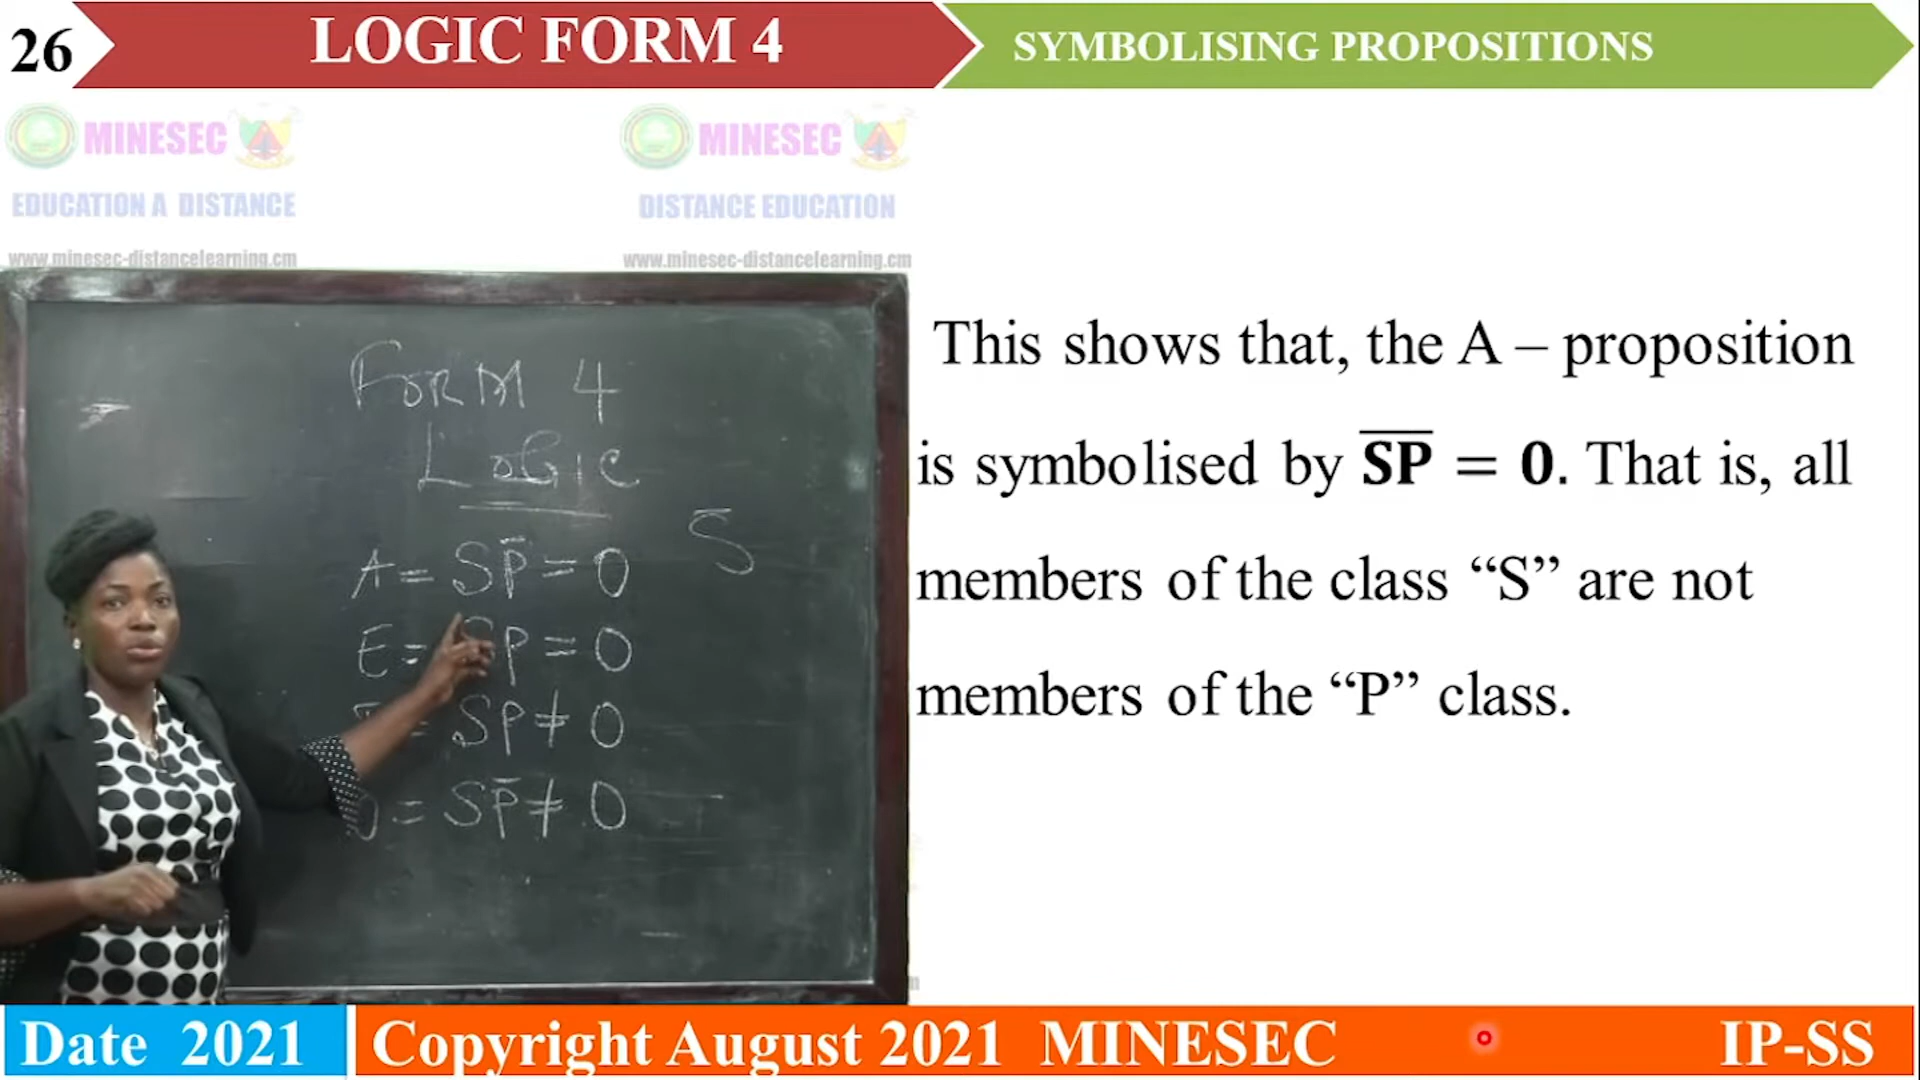 26
LOGIC FORM 4
SYMBOLISING PROPOSITIONS
MINESEC
EDUCATION A DISTANCE
www.minesec-distancelearning.cm
MINESEC
DISTANCE EDUCATION
www.minesec-distancelearning.cm
FORM 4
LOGIC
S̄
A = SP̄ = 0
E = SP = 0
= SP ≠ 0
O = SP̄ ≠ 0
This shows that, the A – proposition
is symbolised by S̅P̅ = 0. That is, all
members of the class “S” are not
members of the “P” class.
Date 2021
Copyright August 2021 MINESEC
IP-SS